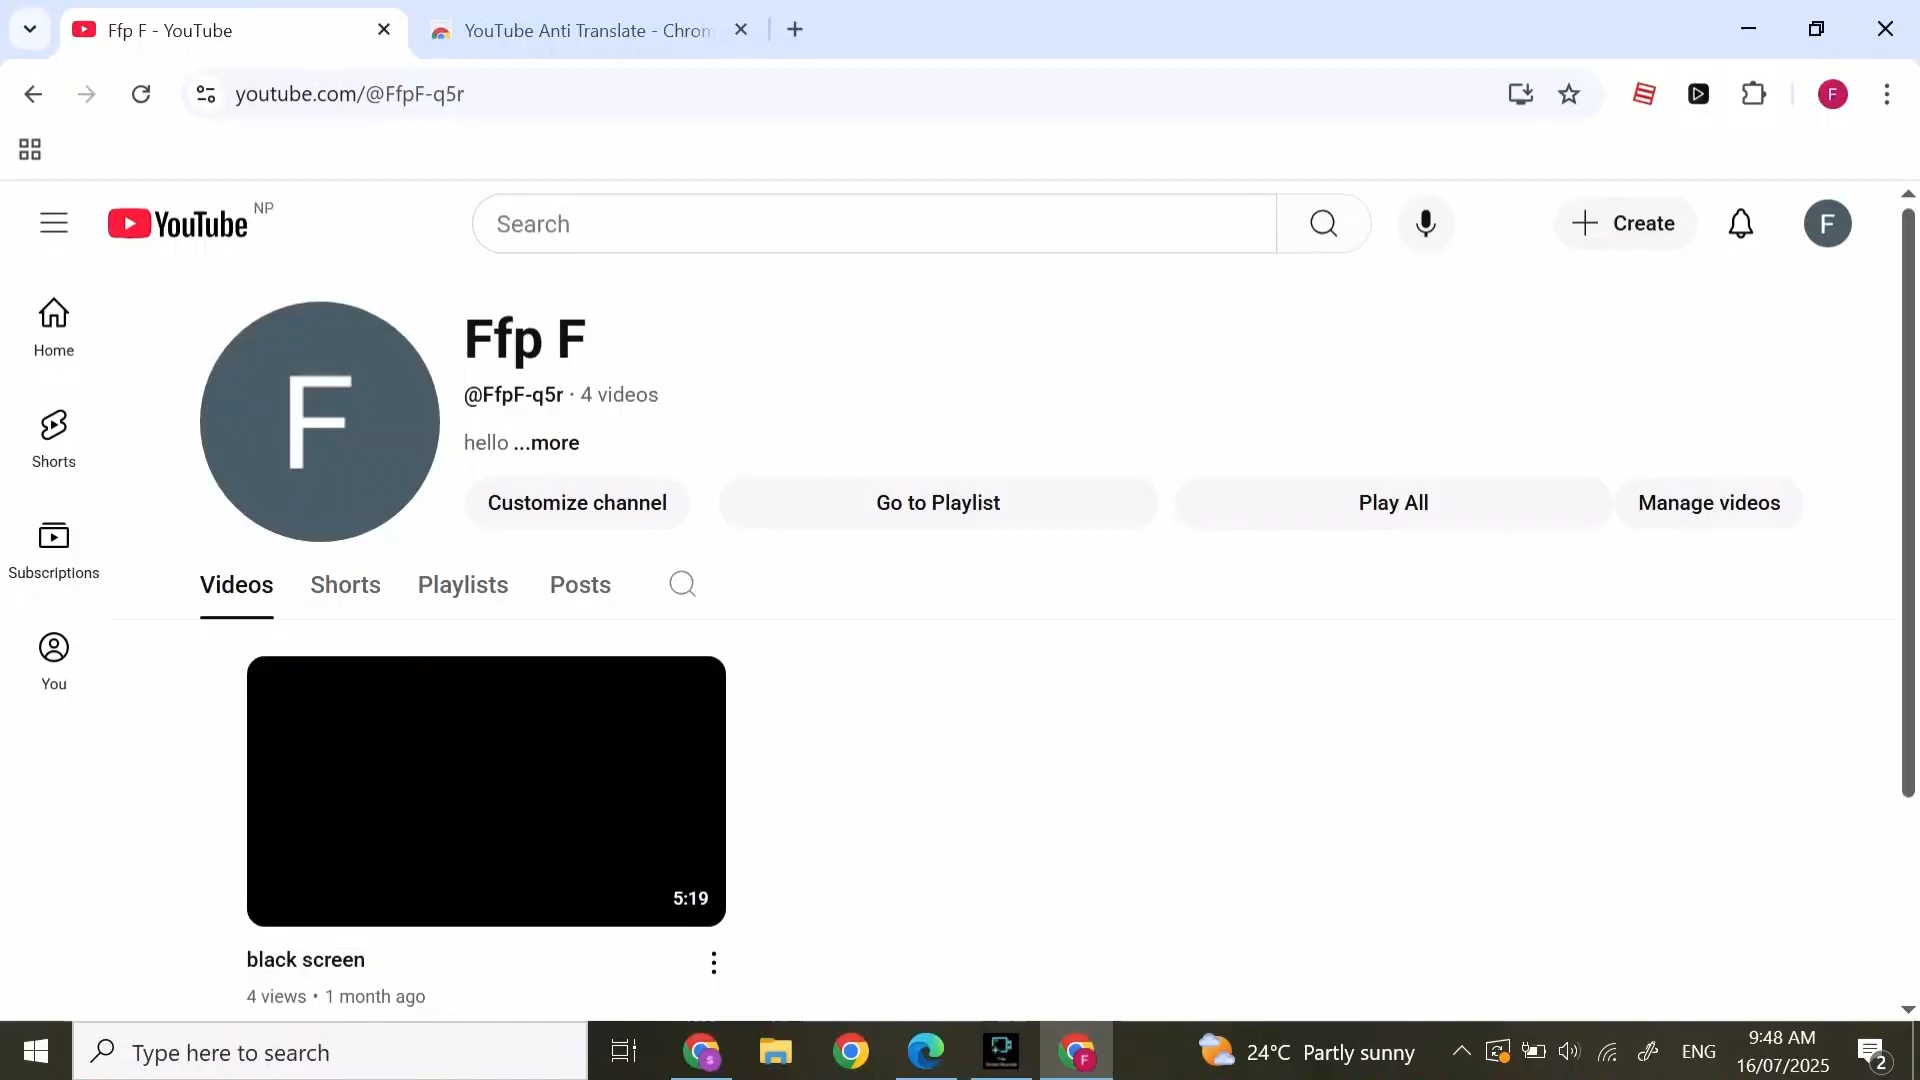 Ffp F - YouTube
YouTube Anti Translate - Chrom
youtube.com/@FfpF-q5r
F
YouTube NP
Search
Create
F
Home
Shorts
Subscriptions
You
F
Ffp F
@FfpF-q5r · 4 videos
hello ...more
Customize channel
Go to Playlist
Play All
Manage videos
Videos
Shorts
Playlists
Posts
5:19
black screen
4 views • 1 month ago
Type here to search
s
F
24°C Partly sunny
ENG
9:48 AM
16/07/2025
2